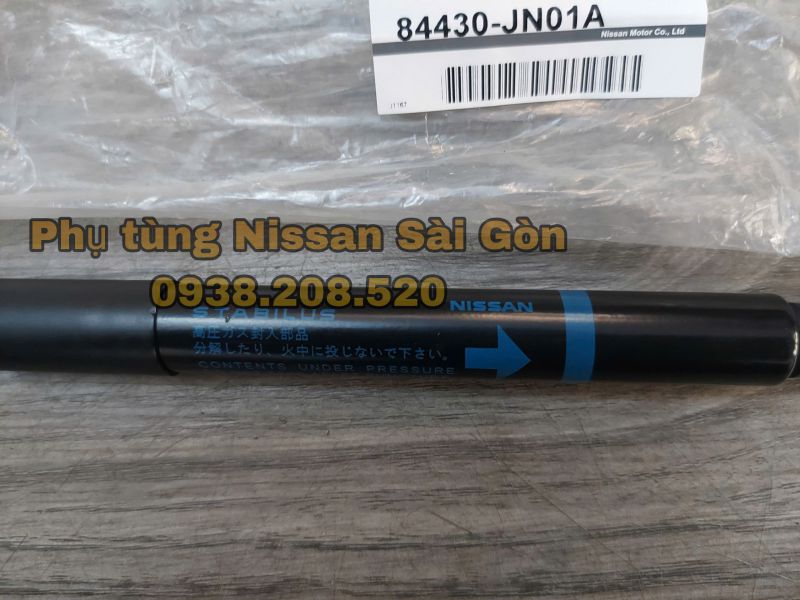 84430-JN01A
Nissan Motor Co., Ltd
J1167
Phụ tùng Nissan Sài Gòn
0938.208.520
STABILUS
NISSAN
高圧ガス封入部品
分解したり、火中に投じないで下さい。
CONTENTS UNDER PRESSURE